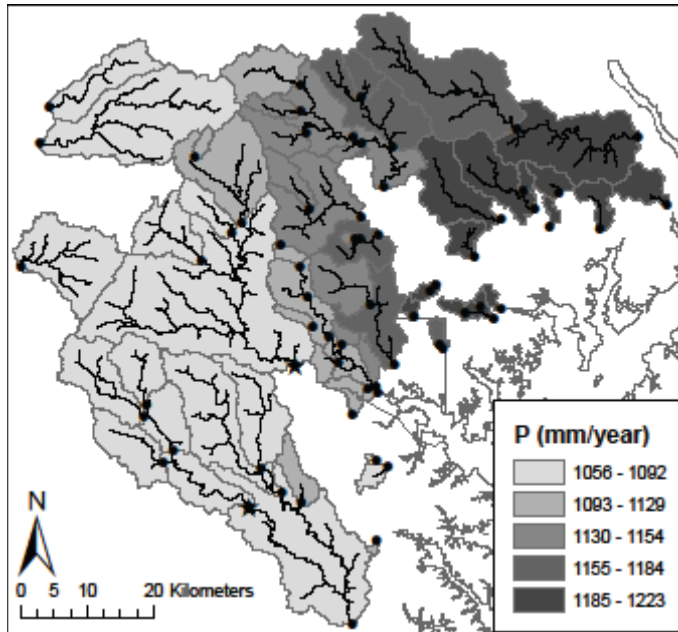 P (mm/year)
1056 - 1092
1093 - 1129
1130 - 1154
1155 - 1184
1185 - 1223
N
0 5 10 20 Kilometers